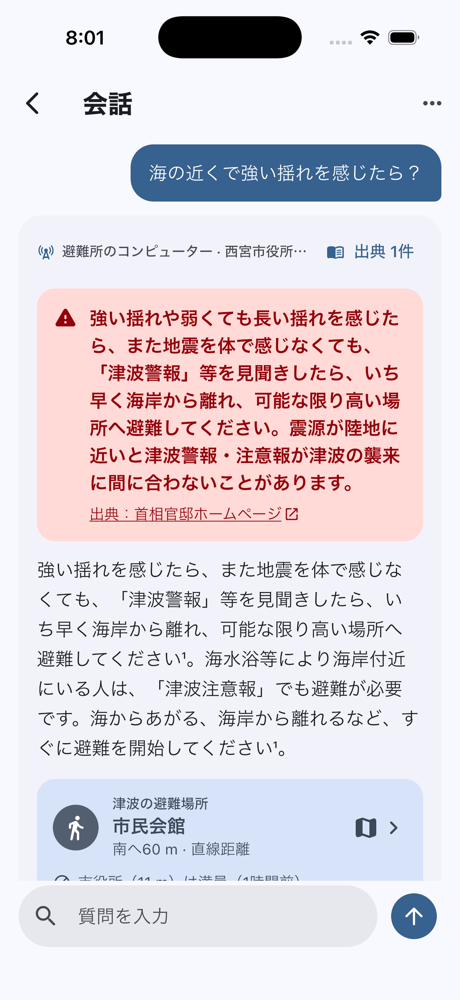 8:01
会話
海の近くで強い揺れを感じたら？
避難所のコンピューター · 西宮市役所…
出典 1件
強い揺れや弱くても長い揺れを感じた
ら、また地震を体で感じなくても、
「津波警報」等を見聞きしたら、いち
早く海岸から離れ、可能な限り高い場
所へ避難してください。震源が陸地に
近いと津波警報・注意報が津波の襲来
に間に合わないことがあります。
出典：首相官邸ホームページ
強い揺れを感じたら、また地震を体で感じな
くても、「津波警報」等を見聞きしたら、い
ち早く海岸から離れ、可能な限り高い場所へ
避難してください¹。海水浴等により海岸付近
にいる人は、「津波注意報」でも避難が必要
です。海からあがる、海岸から離れるなど、す
ぐに避難を開始してください¹。
津波の避難場所
市民会館
南へ60 m · 直線距離
市役所（11 m）は満員（1時間前）
質問を入力